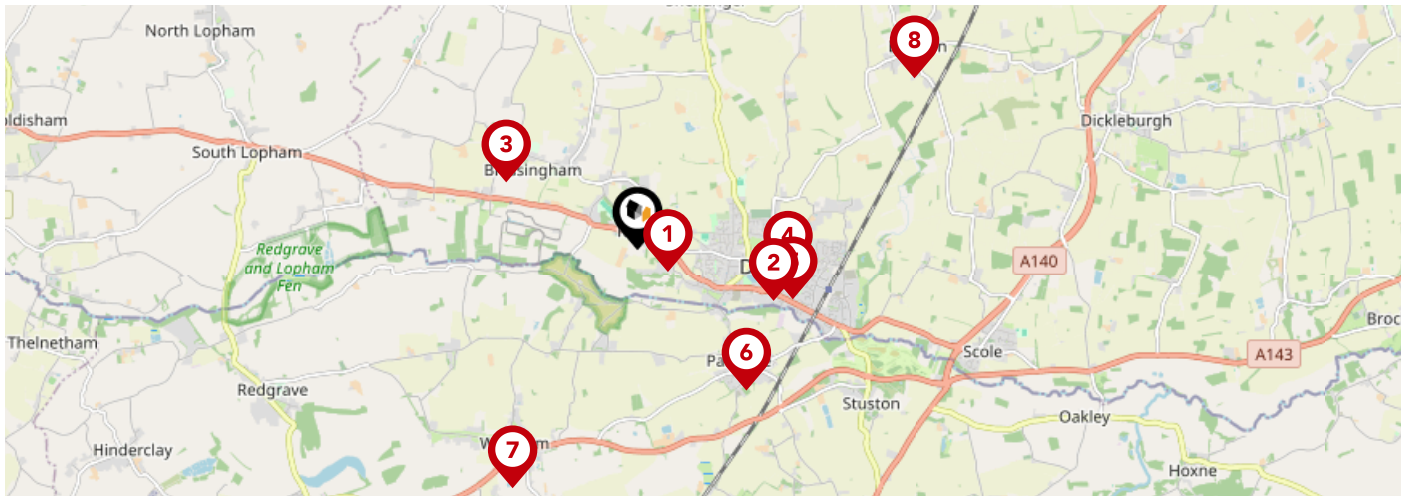 North Lopham
8
Dickleburgh
3
South Lopham
1
4
2
Redgrave
and Lopham
Fen
A140
Thelnetham
Scole
6
A143
Redgrave
Stuston
Oakley
Hinderclay
7
Hoxne